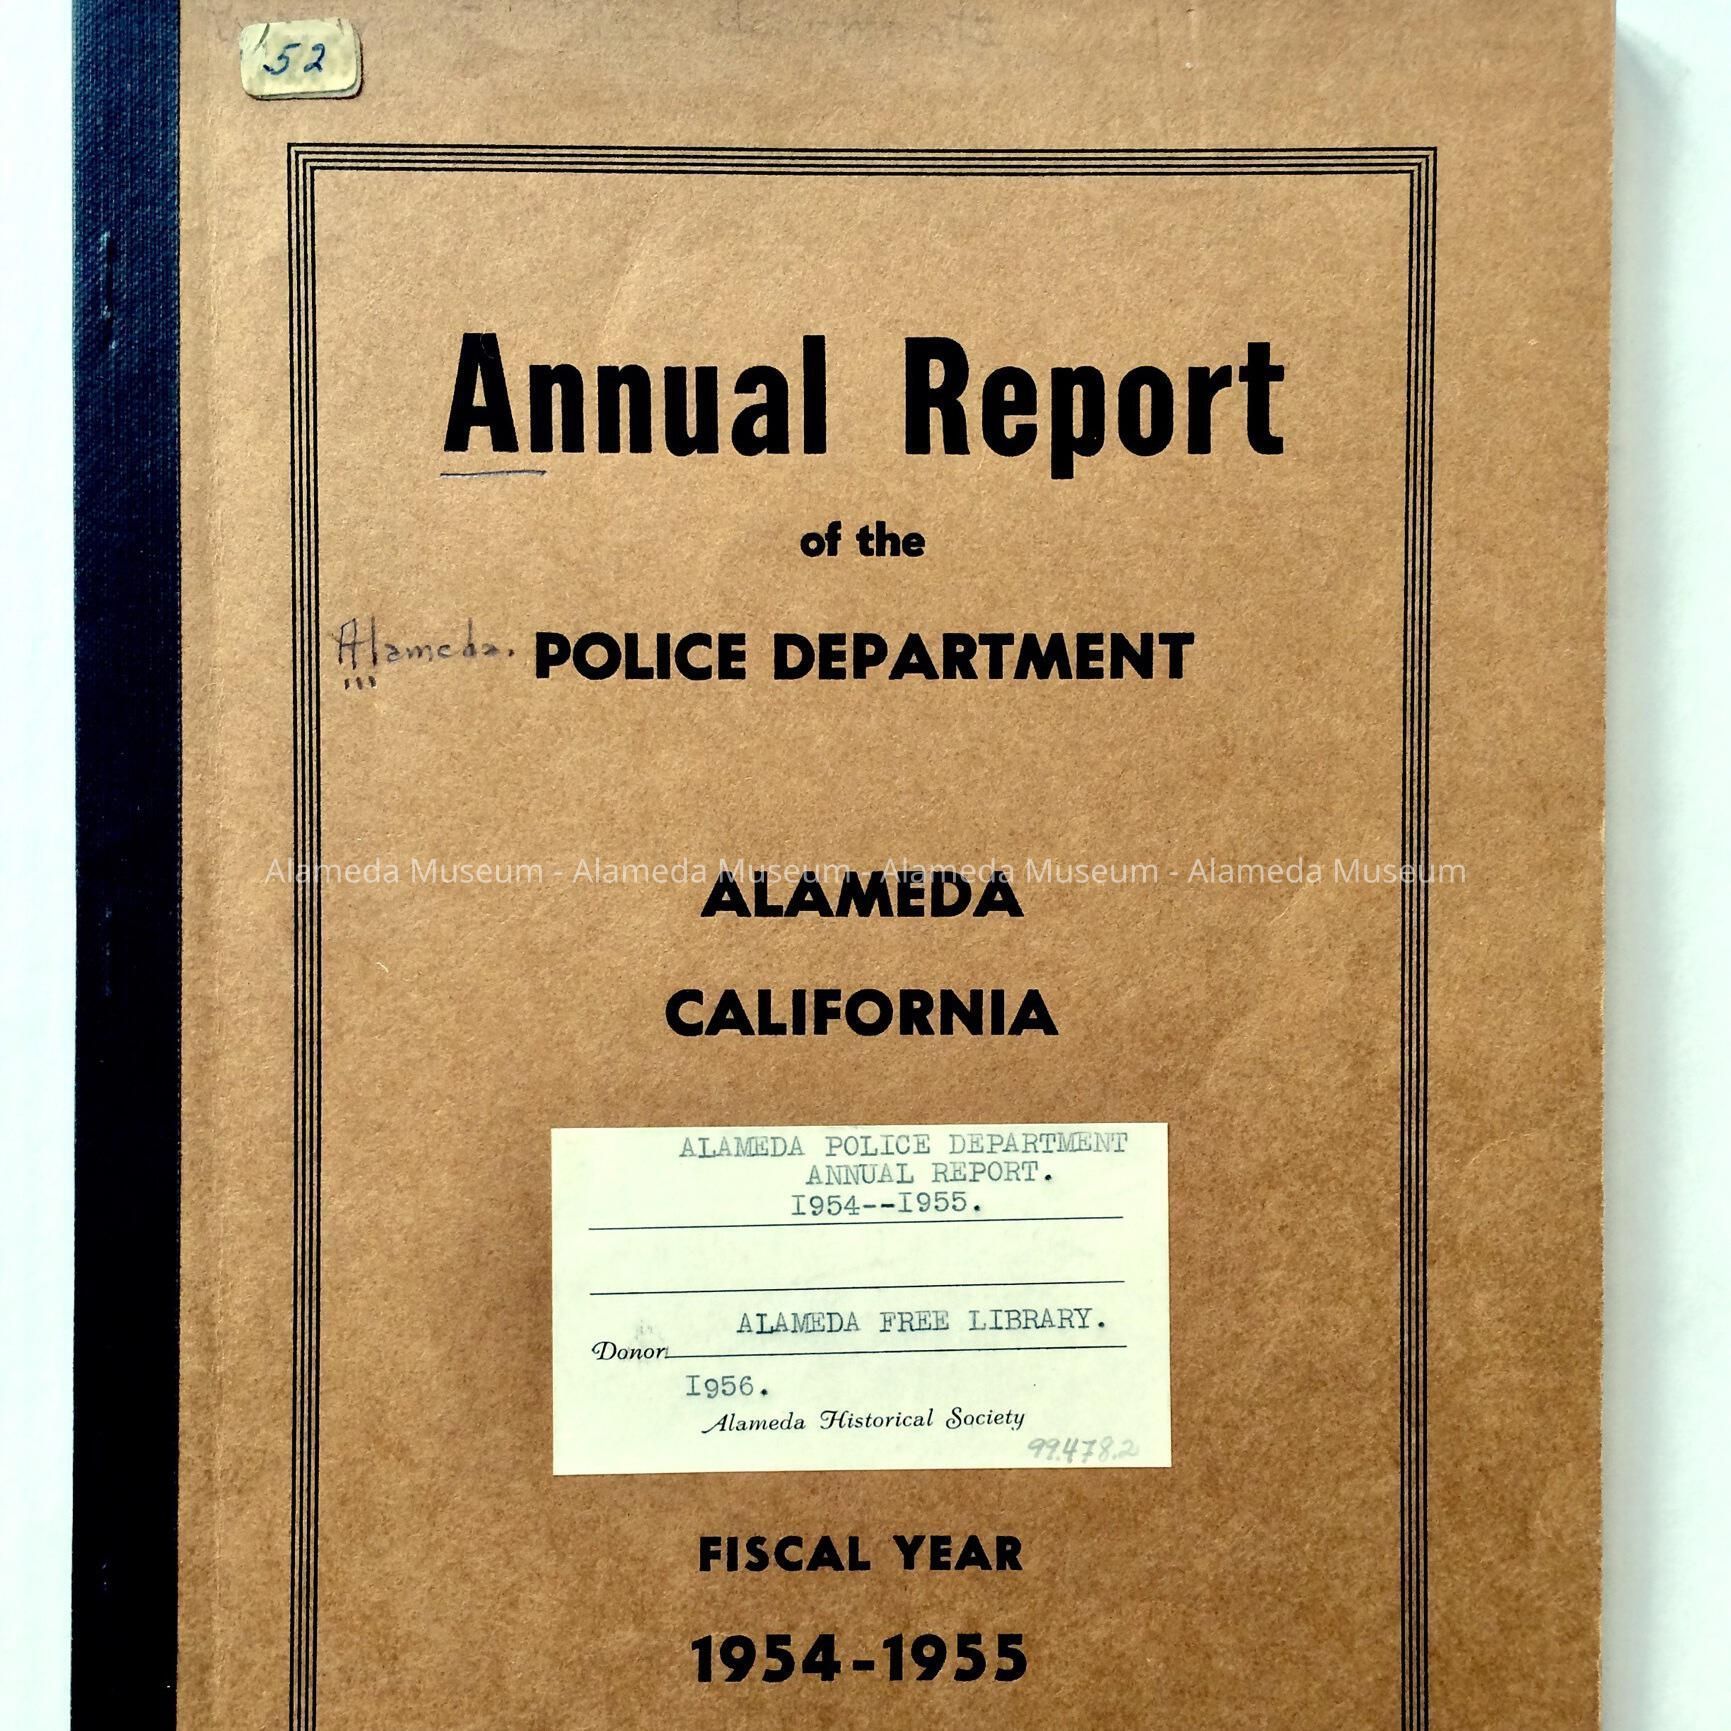 '52
Annual Report
of the
Alameda. POLICE DEPARTMENT
Alameda Museum - Alameda Museum - Alameda Museum - Alameda Museum
ALAMEDA
CALIFORNIA
ALAMEDA POLICE DEPARTMENT
ANNUAL REPORT.
I954--I955.
ALAMEDA FREE LIBRARY.
Donor
I956.
Alameda Historical Society
99.478.2
FISCAL YEAR
1954-1955